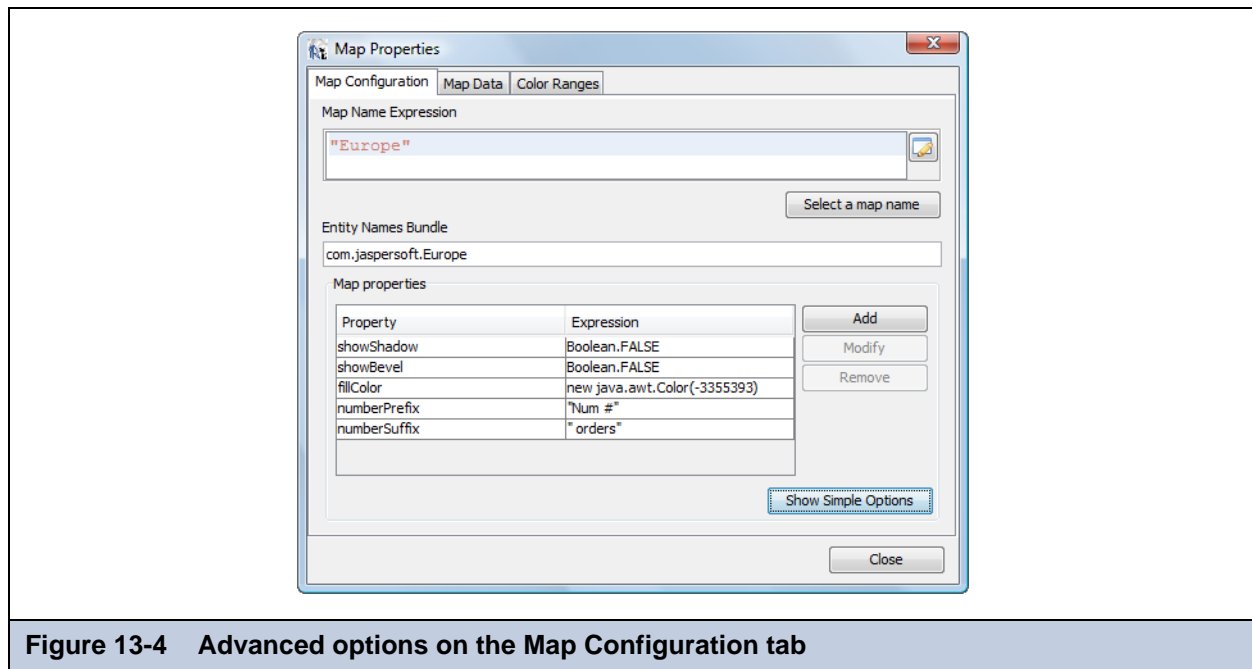 Map Properties
Map Configuration Map Data Color Ranges
Map Name Expression
"Europe"
Select a map name
Entity Names Bundle
com.jaspersoft.Europe
Map properties
Property Expression
Add
showShadow Boolean.FALSE
Modify
showBevel Boolean.FALSE
Remove
fillColor new java.awt.Color(-3355393)
numberPrefix "Num #"
numberSuffix " orders"
Show Simple Options
Close
Figure 13-4 Advanced options on the Map Configuration tab